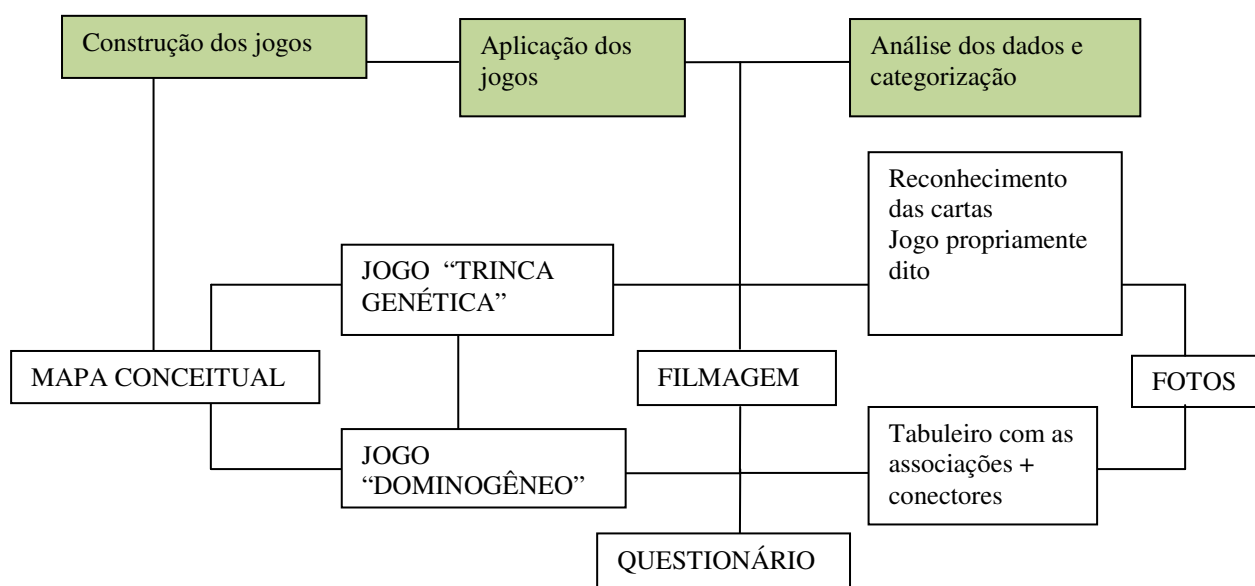 Construção dos jogos
Aplicação dos
jogos
Análise dos dados e
categorização
Reconhecimento
das cartas
Jogo propriamente
dito
JOGO “TRINCA
GENÉTICA”
MAPA CONCEITUAL
FILMAGEM
FOTOS
JOGO
“DOMINOGÊNEO”
Tabuleiro com as
associações +
conectores
QUESTIONÁRIO